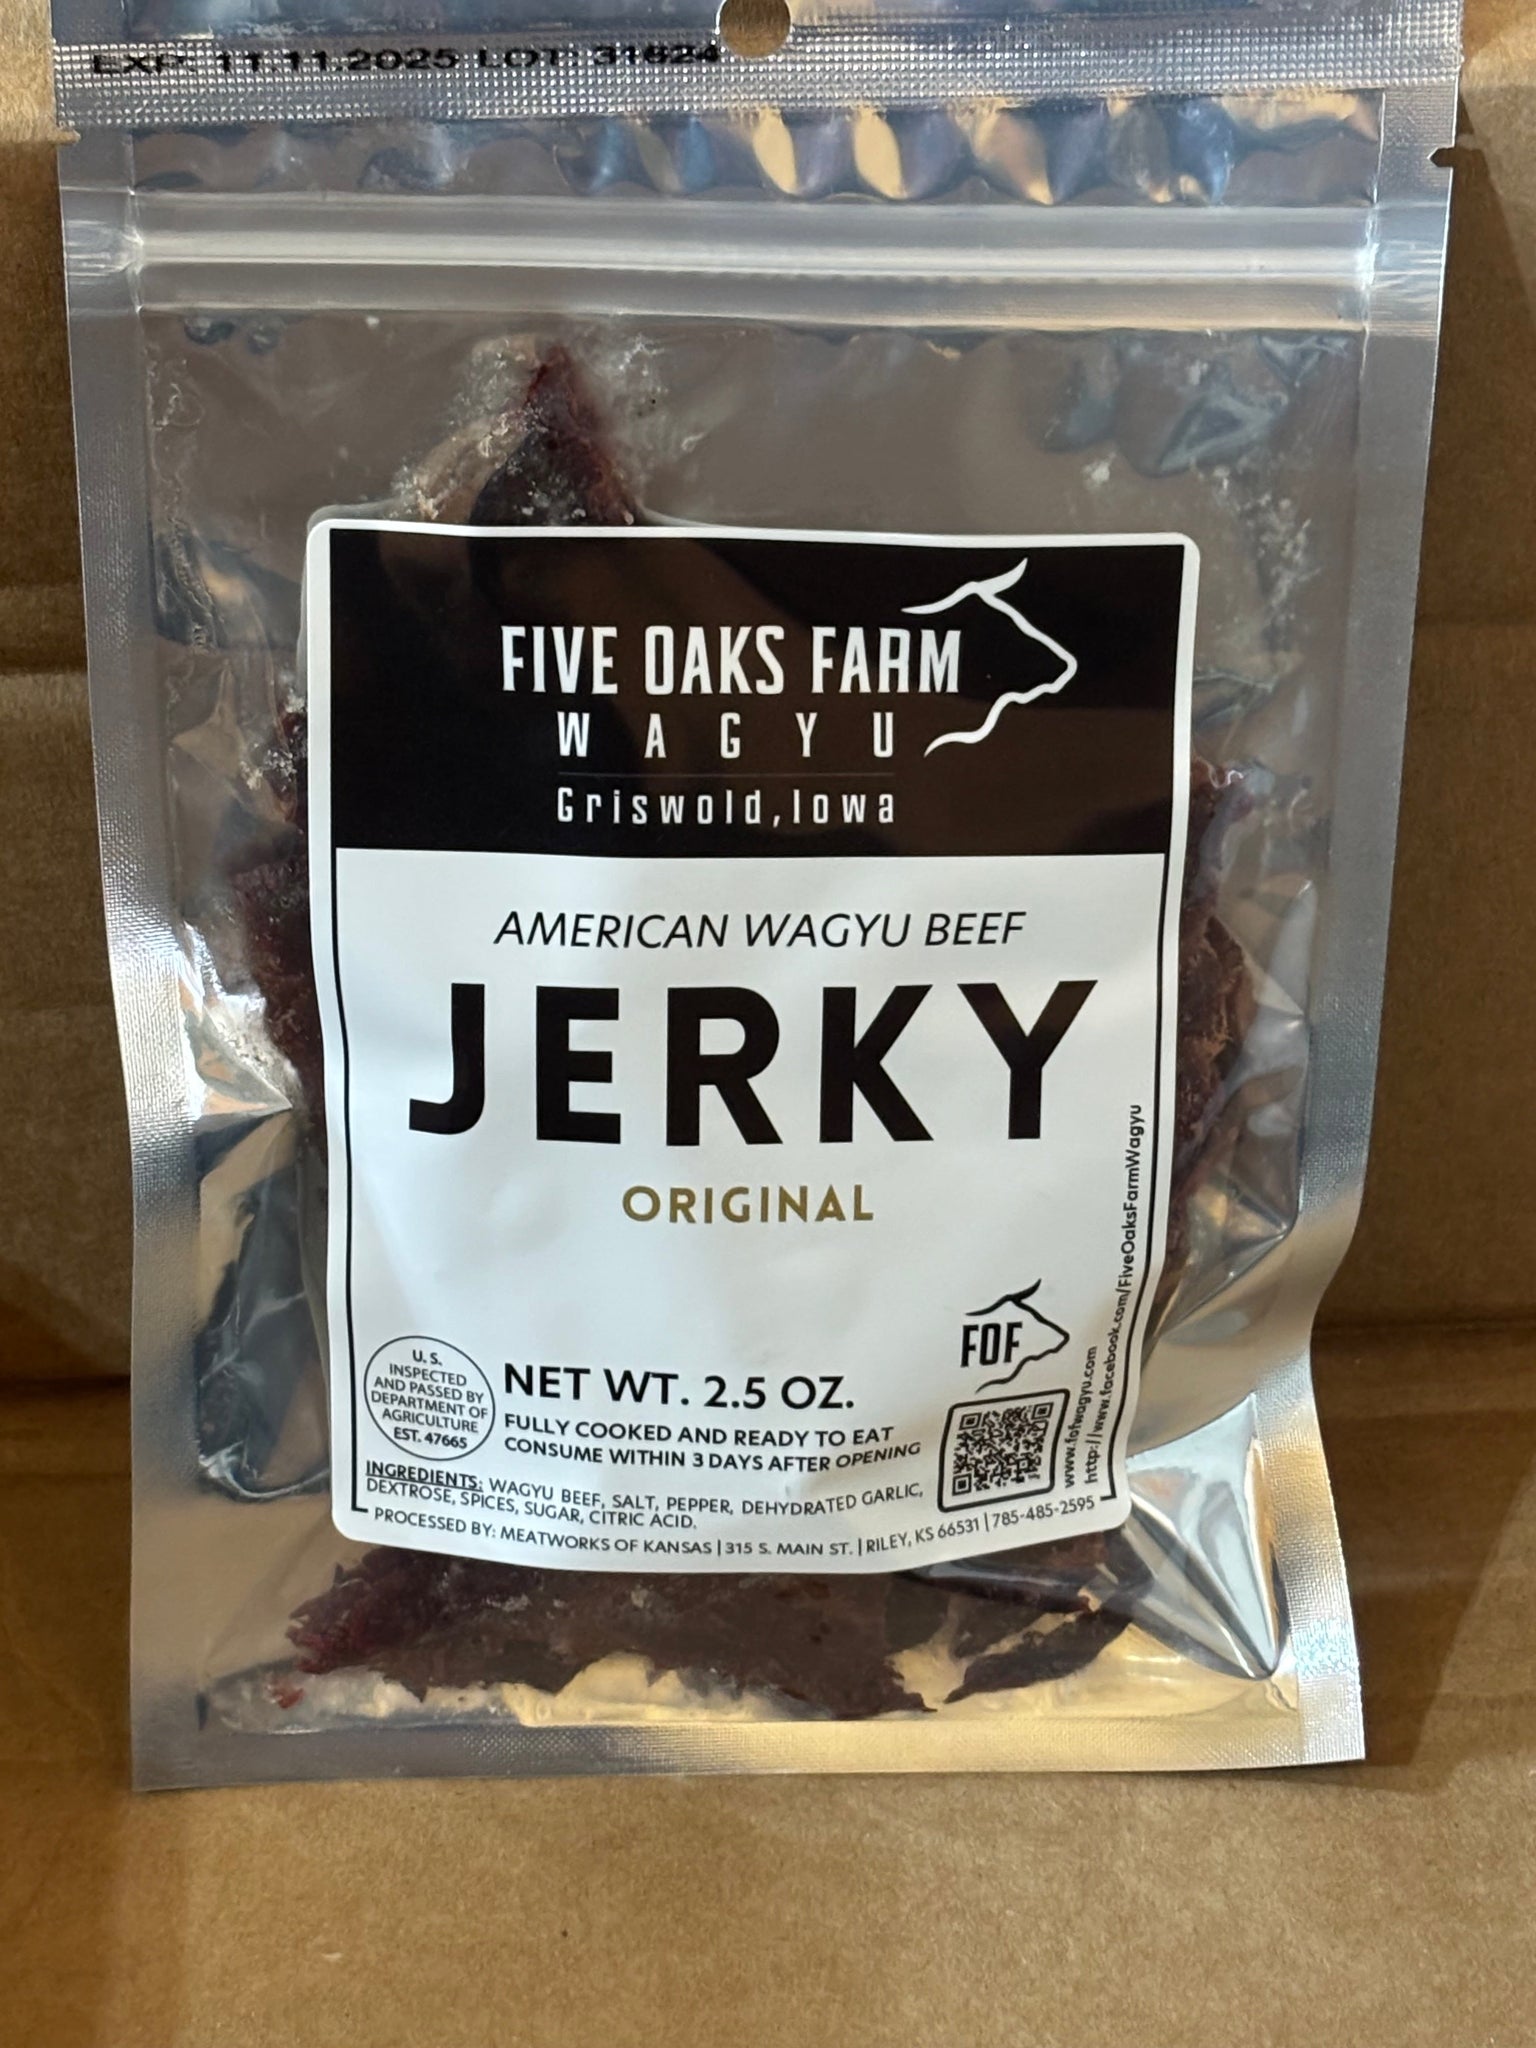 EXP: 11.11.2025 LOT: 31624
FIVE OAKS FARM
WAGYU
Griswold, Iowa
AMERICAN WAGYU BEEF
JERKY
ORIGINAL
FOF
U. S.
INSPECTED
AND PASSED BY
DEPARTMENT OF
AGRICULTURE
EST. 47665
NET WT. 2.5 OZ.
FULLY COOKED AND READY TO EAT
CONSUME WITHIN 3 DAYS AFTER OPENING
INGREDIENTS: WAGYU BEEF, SALT, PEPPER, DEHYDRATED GARLIC,
DEXTROSE, SPICES, SUGAR, CITRIC ACID.
PROCESSED BY: MEATWORKS OF KANSAS | 315 S. MAIN ST. | RILEY, KS 66531 | 785-485-2595
www.fofwagyu.com
http://www.facebook.com/FiveOaksFarmWagyu